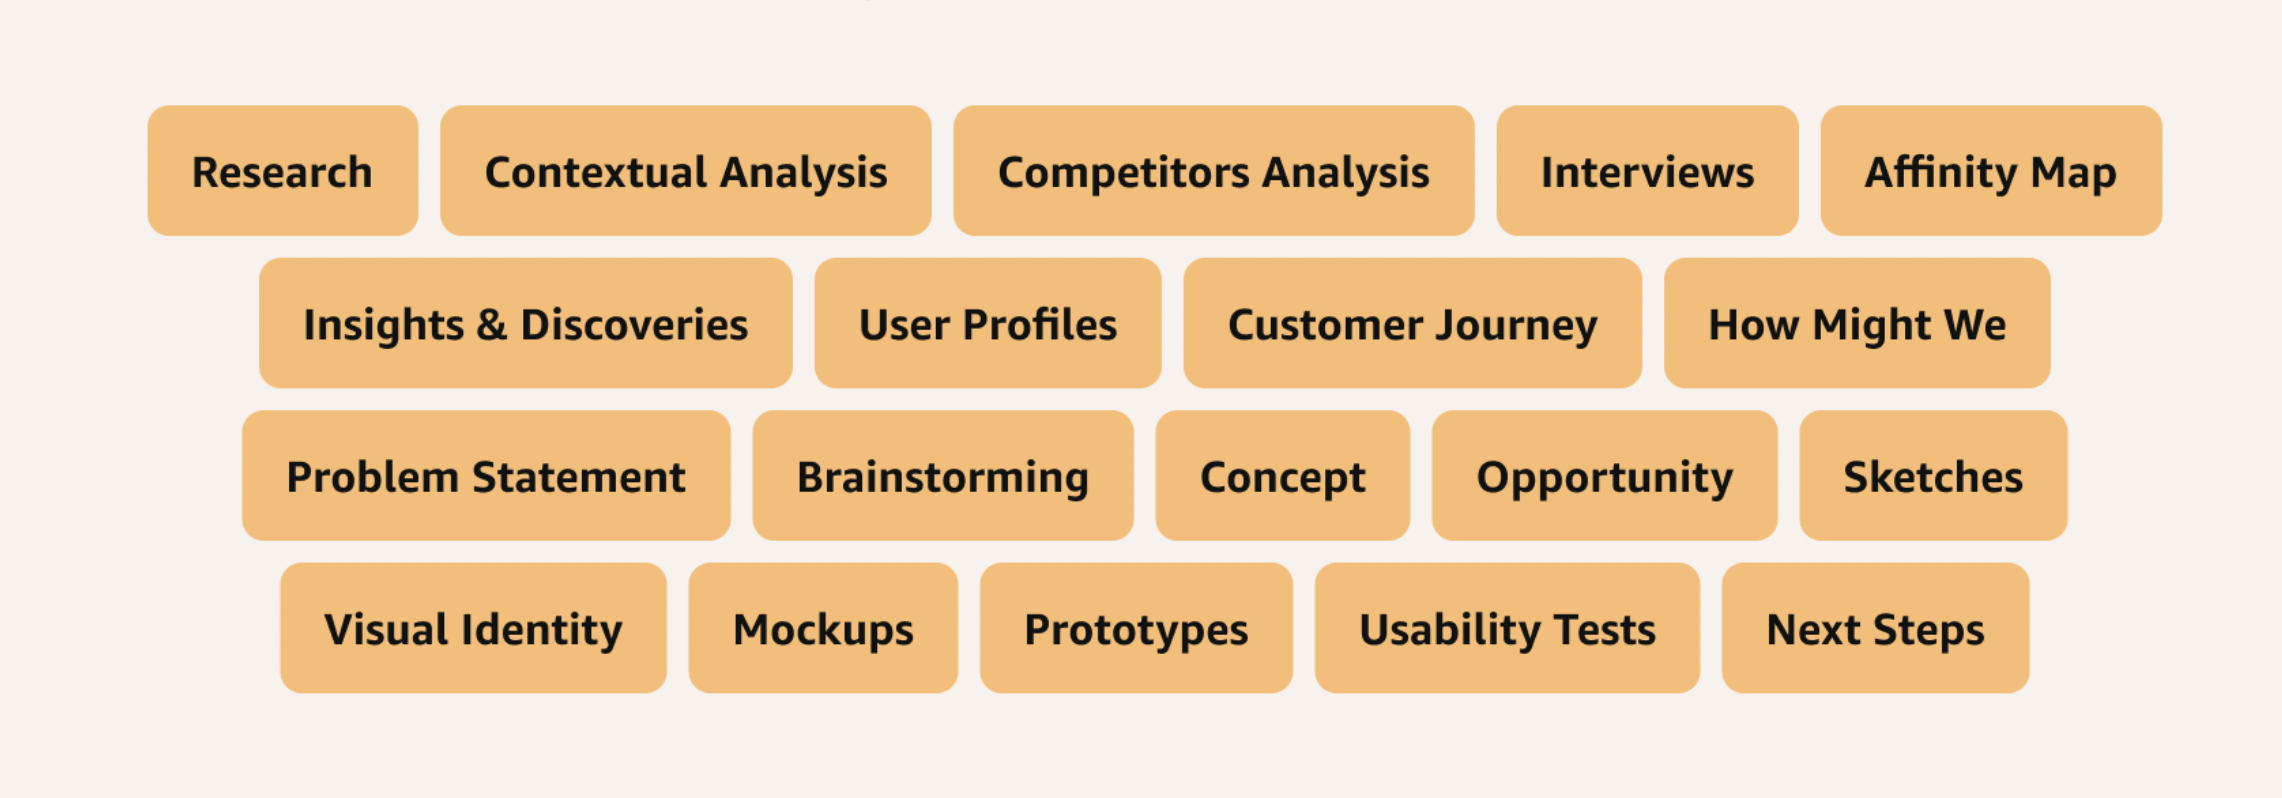 Research Contextual Analysis Competitors Analysis Interviews Affinity Map
Insights & Discoveries User Profiles Customer Journey How Might We
Problem Statement Brainstorming Concept Opportunity Sketches
Visual Identity Mockups Prototypes Usability Tests Next Steps